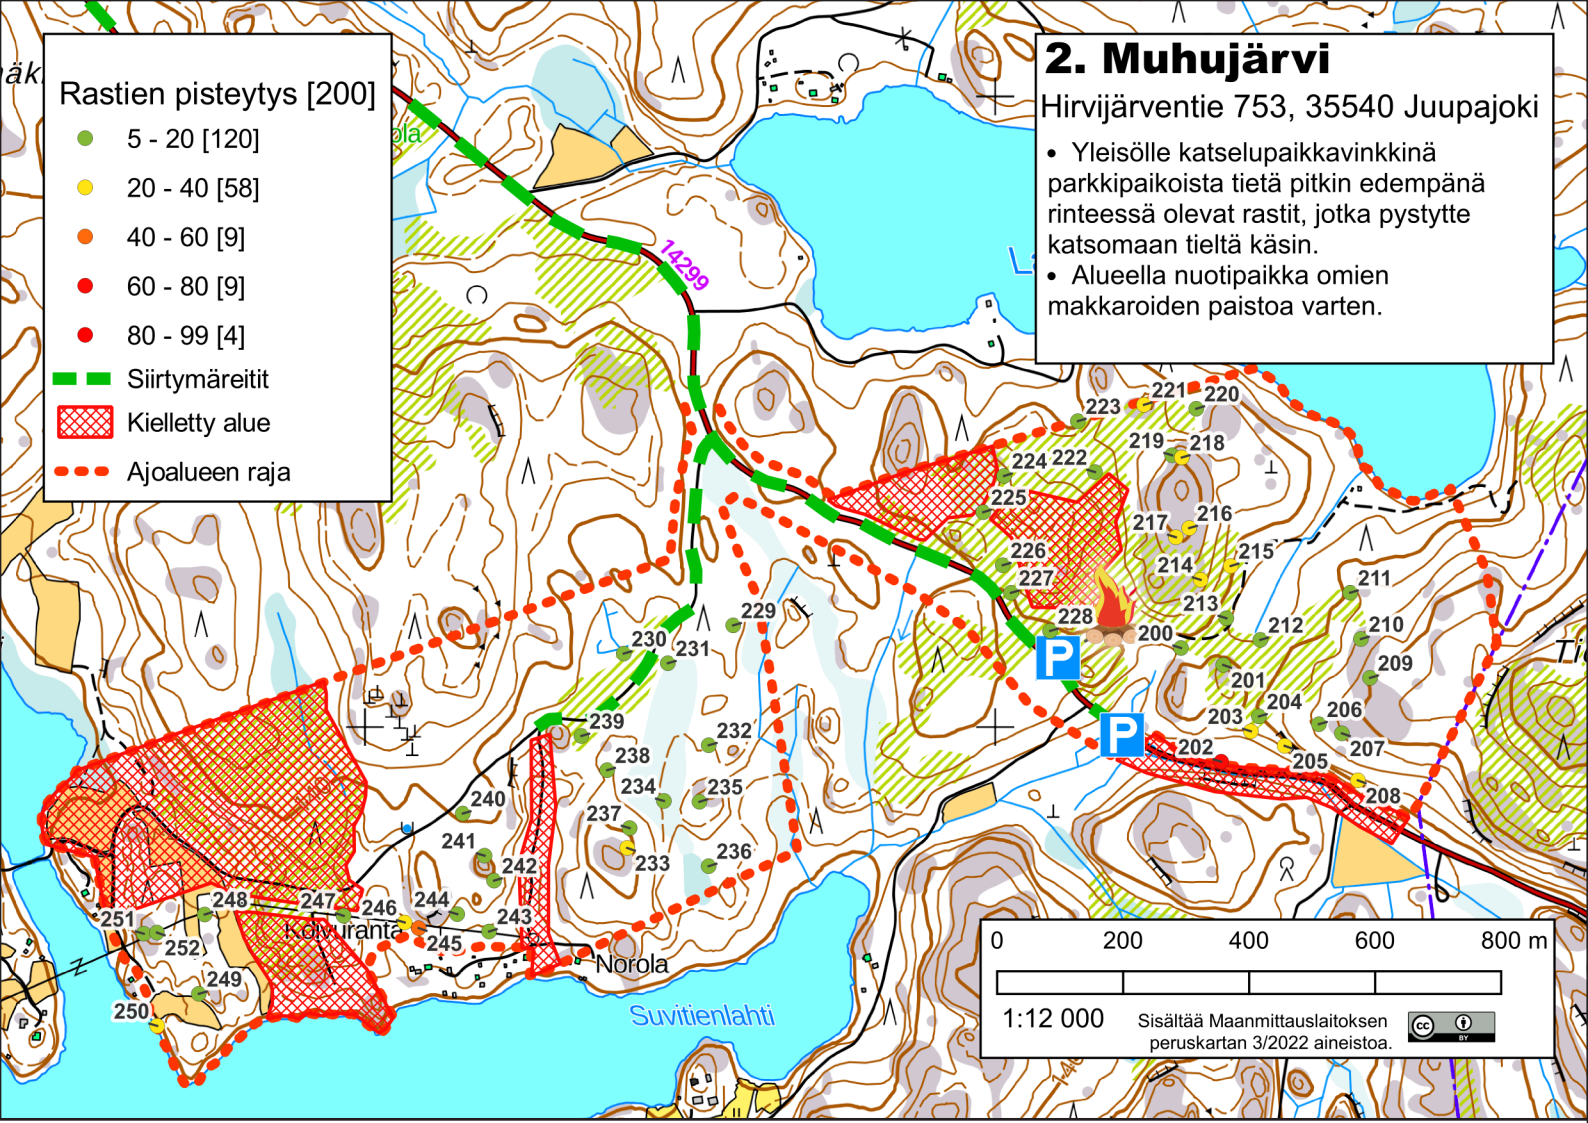 Rastien pisteytys [200]
5 - 20 [120]
20 - 40 [58]
40 - 60 [9]
60 - 80 [9]
80 - 99 [4]
Siirtymäreitit
Kielletty alue
Ajoalueen raja
2. Muhujärvi
Hirvijärventie 753, 35540 Juupajoki
• Yleisölle katselupaikkavinkkinä
parkkipaikoista tietä pitkin edempänä
rinteessä olevat rastit, jotka pystytte
katsomaan tieltä käsin.
• Alueella nuotipaikka omien
makkaroiden paistoa varten.
14299
221
220
223
219
218
224
222
225
217
216
226
215
214
227
211
213
229
228
200
212
210
230
231
209
201
204
239
203
206
232
202
207
238
205
234
235
208
240
237
241
233
236
242
248
247
246
244
243
251
Koivuranta
245
252
Norola
249
250
Suvitienlahti
P
P
0 200 400 600 800 m
1:12 000
Sisältää Maanmittauslaitoksen
peruskartan 3/2022 aineistoa.
cc BY